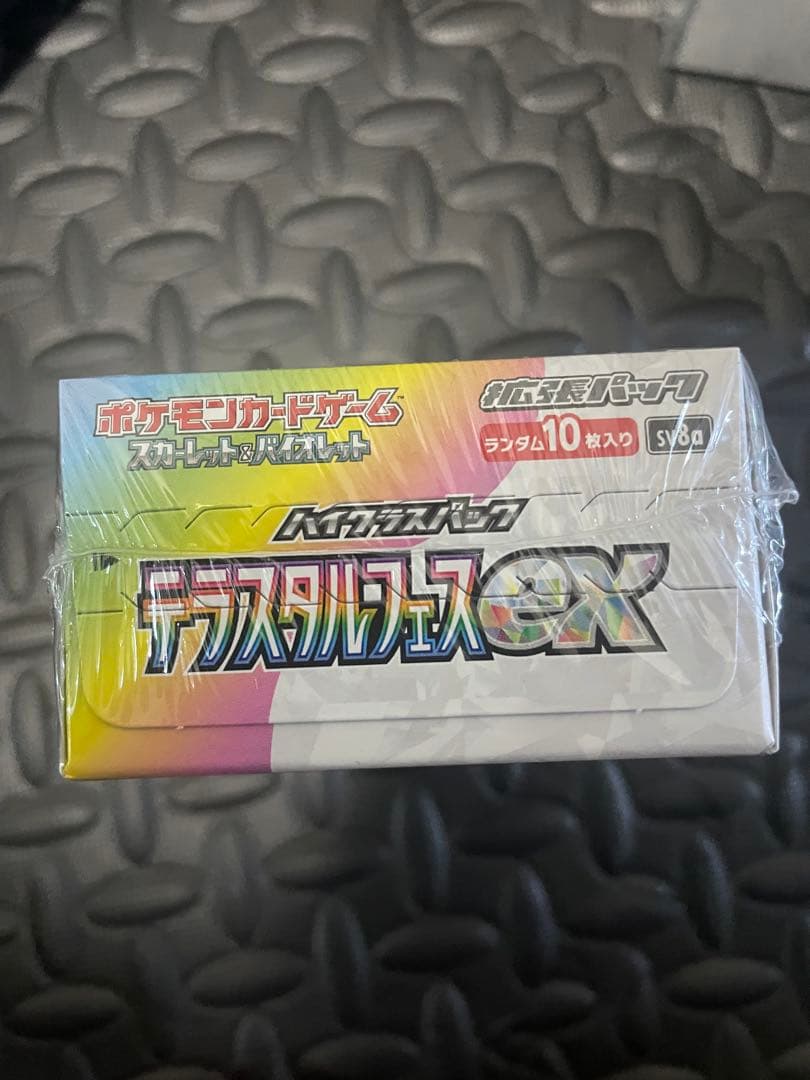 ポケモンカードゲーム™
スカーレット&バイオレット
拡張パック
ランダム10枚入り sv8a
ハイクラスパック
テラスタルフェスex